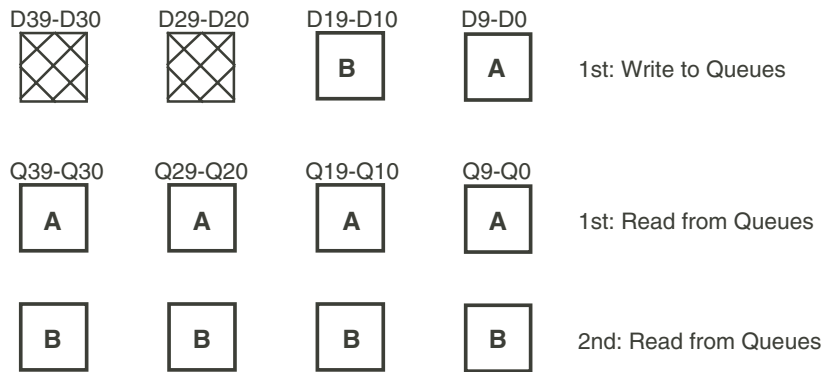 D39-D30 D29-D20 D19-D10 D9-D0
B A 1st: Write to Queues
Q39-Q30 Q29-Q20 Q19-Q10 Q9-Q0
A A A A 1st: Read from Queues
B B B B 2nd: Read from Queues